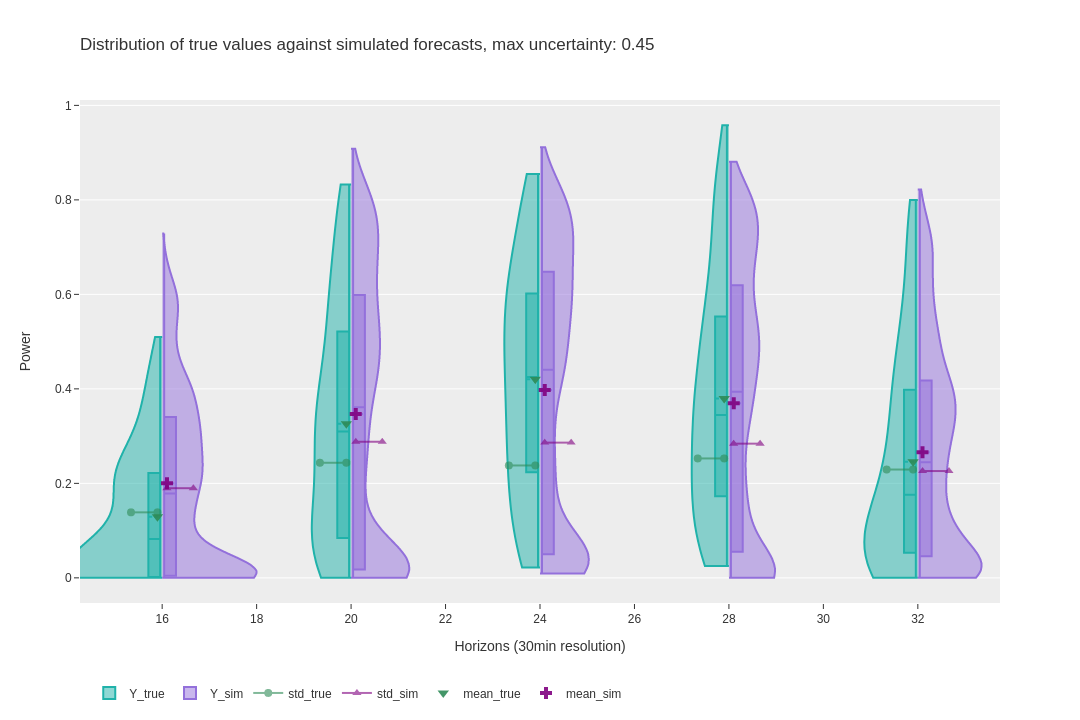 Distribution of true values against simulated forecasts, max uncertainty: 0.45
1
0.8
0.6
0.4
0.2
0
Power
16 18 20 22 24 26 28 30 32
Horizons (30min resolution)
Y_true Y_sim std_true std_sim mean_true mean_sim